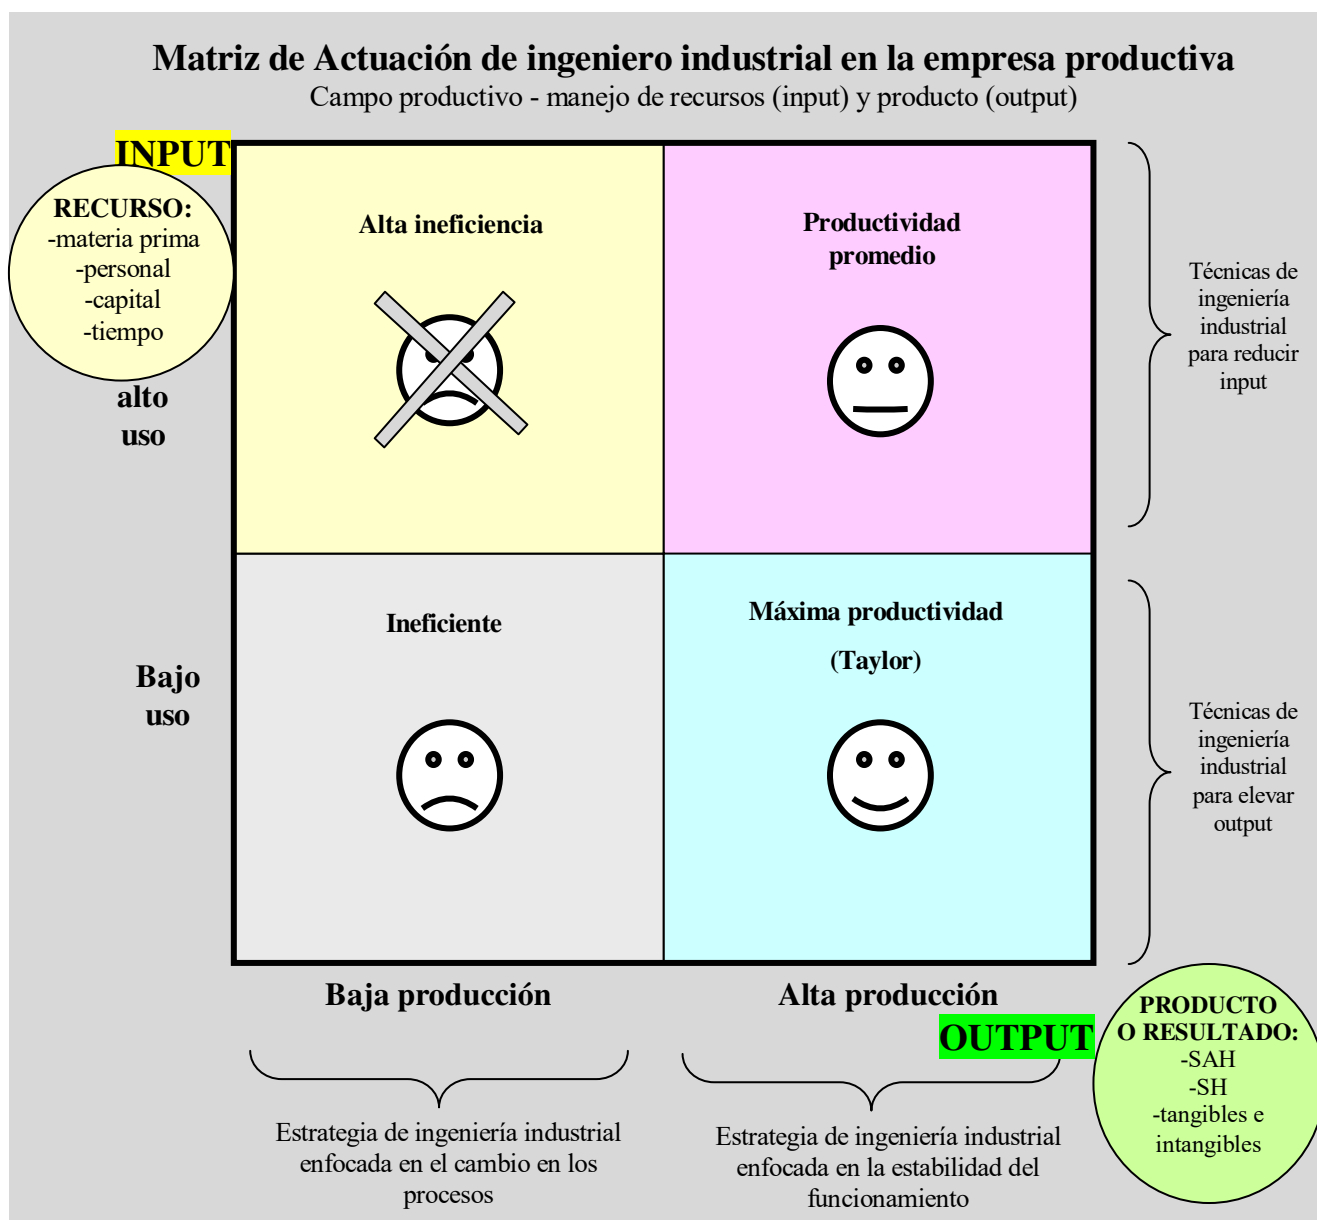 Matriz de Actuación de ingeniero industrial en la empresa productiva
Campo productivo - manejo de recursos (input) y producto (output)
INPUT
RECURSO:
-materia prima
-personal
-capital
-tiempo
alto
uso
Alta ineficiencia
Productividad
promedio
Técnicas de
ingeniería
industrial
para reducir
input
Bajo
uso
Ineficiente
Máxima productividad
(Taylor)
Técnicas de
ingeniería
industrial
para elevar
output
Baja producción
Alta producción
OUTPUT
PRODUCTO
O RESULTADO:
-SAH
-SH
-tangibles e
intangibles
Estrategia de ingeniería industrial
enfocada en el cambio en los
procesos
Estrategia de ingeniería industrial
enfocada en la estabilidad del
funcionamiento